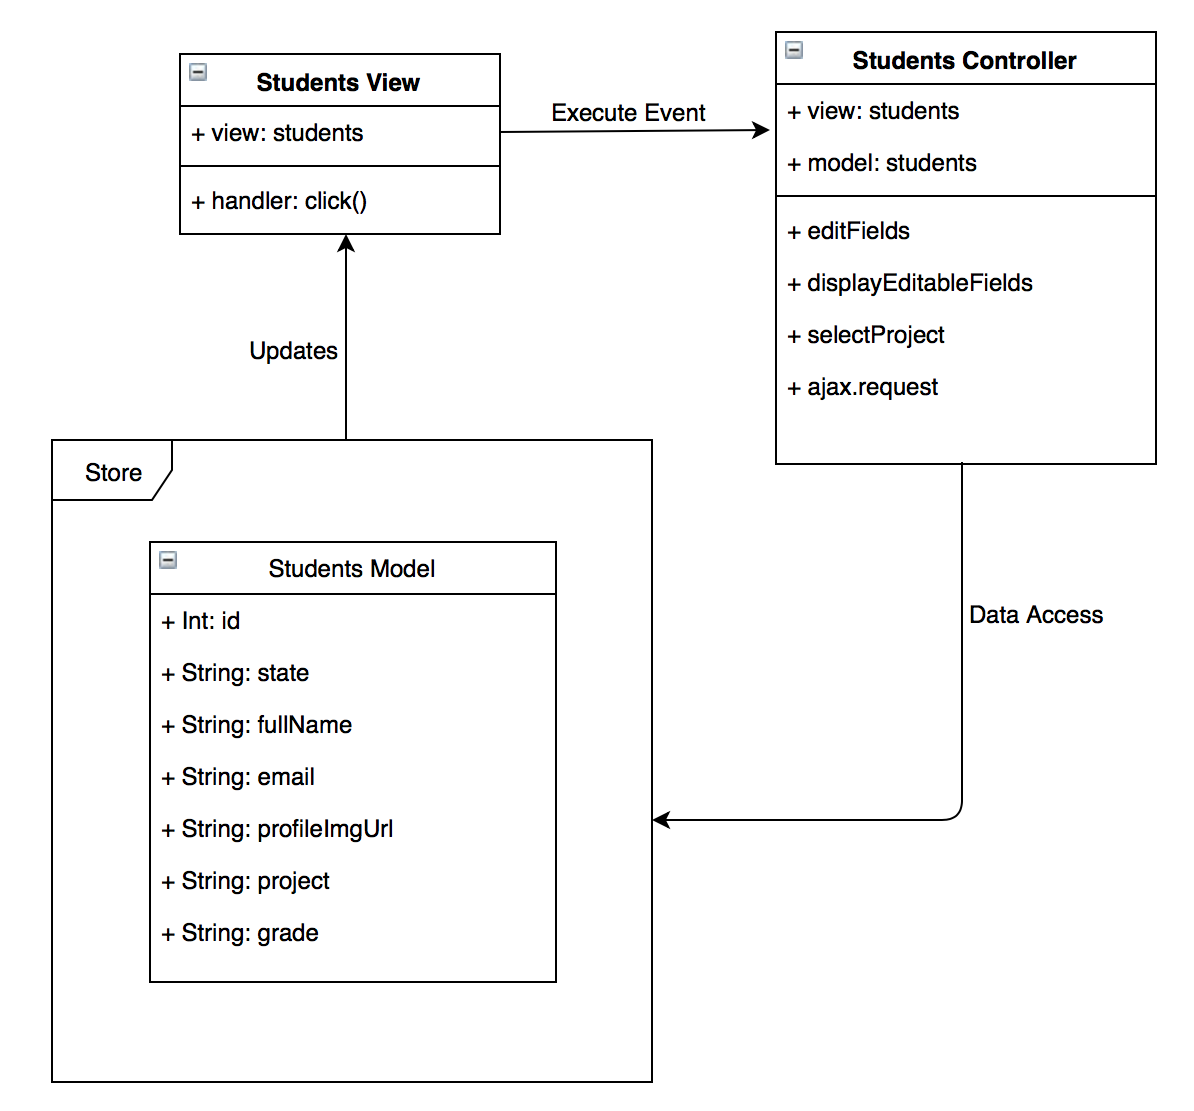 Students View
+ view: students
+ handler: click()
Execute Event
Students Controller
+ view: students
+ model: students
+ editFields
+ displayEditableFields
+ selectProject
+ ajax.request
Updates
Data Access
Store
Students Model
+ Int: id
+ String: state
+ String: fullName
+ String: email
+ String: profileImgUrl
+ String: project
+ String: grade